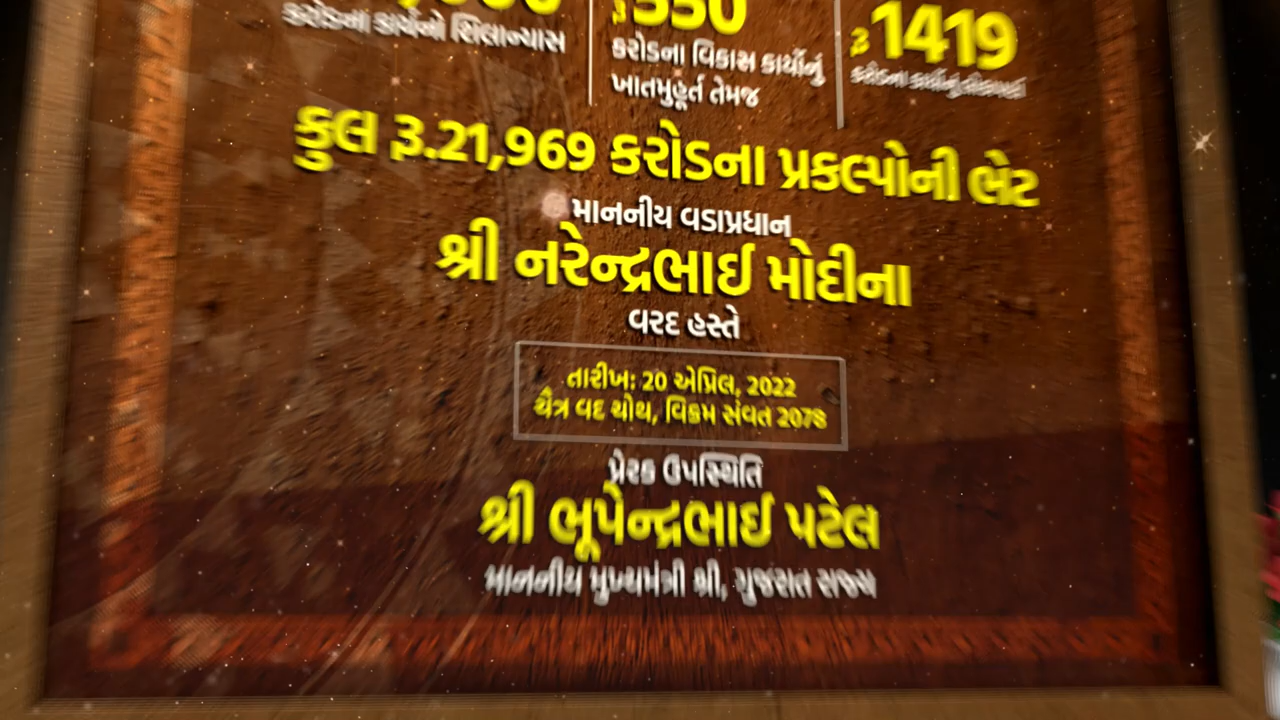 કરોડના કાર્યનો શિલાન્યાસ
550
કરોડના વિકાસ કાર્યોનું
ખાતમુહૂર્ત તેમજ
1419
કુલ રૂ.21,969 કરોડના પ્રકલ્પોની ભેટ
માનનીય વડાપ્રધાન
શ્રી નરેન્દ્રભાઈ મોદીના
વરદ હસ્તે
તારીખ: 20 એપ્રિલ, 2022
ચૈત્ર વદ ચોથ, વિક્રમ સંવત 2078
પ્રેરક ઉપસ્થિતિ
શ્રી ભૂપેન્દ્રભાઈ પટેલ
માનનીય મુખ્યમંત્રી શ્રી, ગુજરાત રાજ્ય